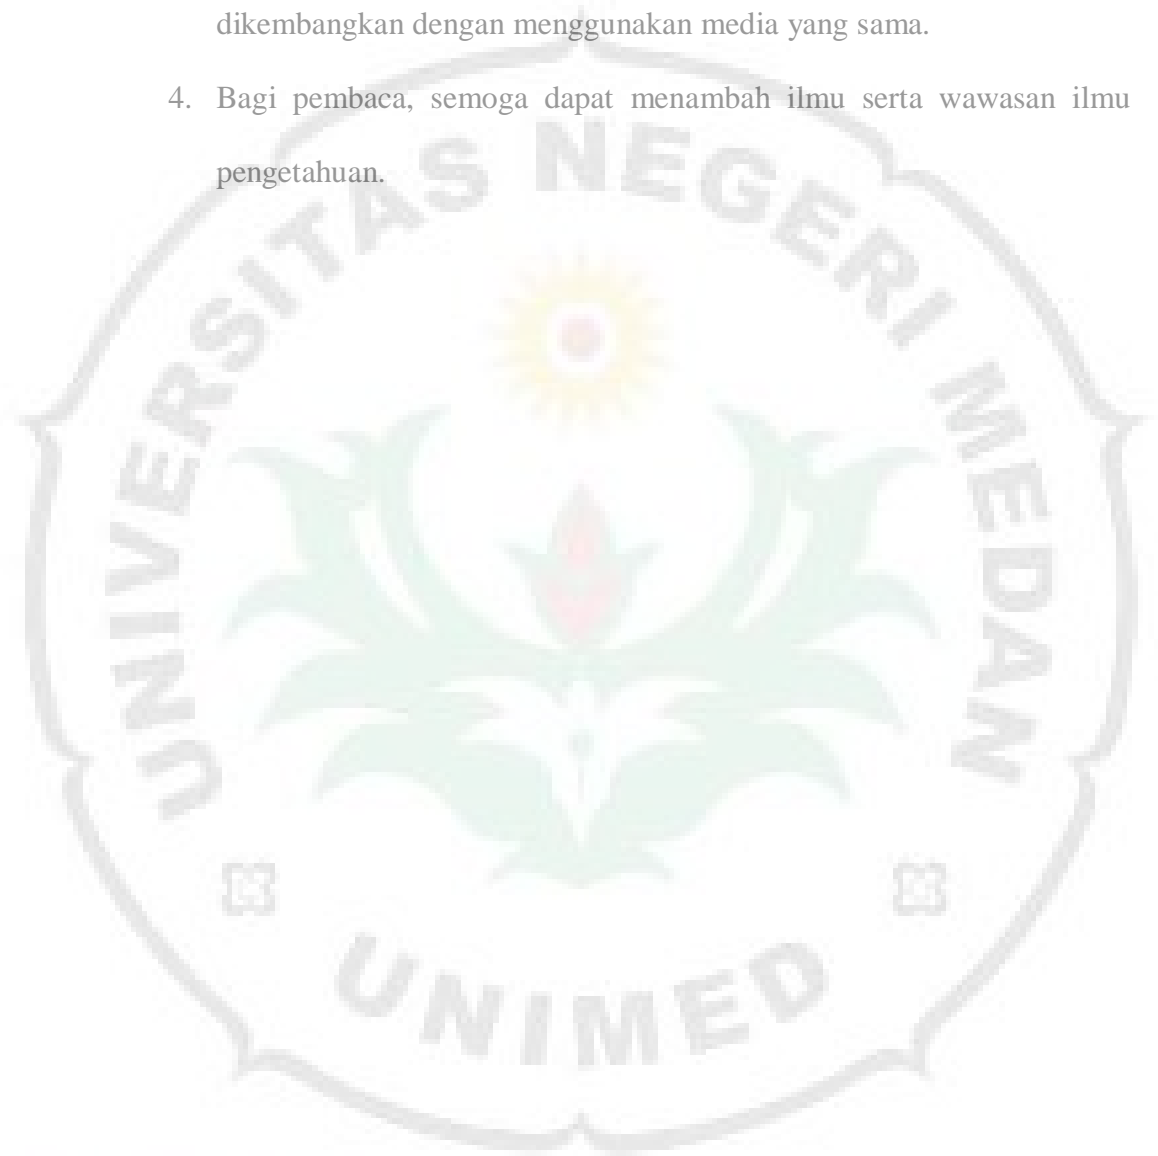 dikembangkan dengan menggunakan media yang sama.
4. Bagi pembaca, semoga dapat menambah ilmu serta wawasan ilmu
pengetahuan.
UNIVERSITAS NEGERI MEDAN
UNIMED